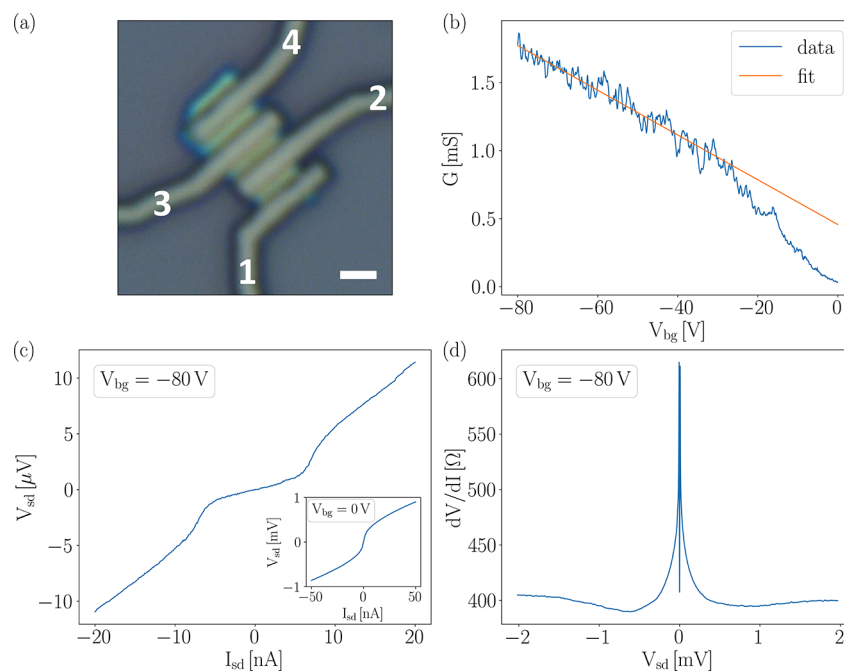 (a)
4
2
3
1
(b)
data
fit
G [mS]
1.5
1.0
0.5
0.0
−80
−60
−40
−20
0
V_bg [V]
(c)
V_bg = −80 V
V_sd [µV]
10
5
0
−5
−10
−20
−10
0
10
20
I_sd [nA]
V_bg = 0 V
V_sd [mV]
1
0
−1
−50
0
50
I_sd [nA]
(d)
V_bg = −80 V
dV/dI [Ω]
600
550
500
450
400
−2
−1
0
1
2
V_sd [mV]